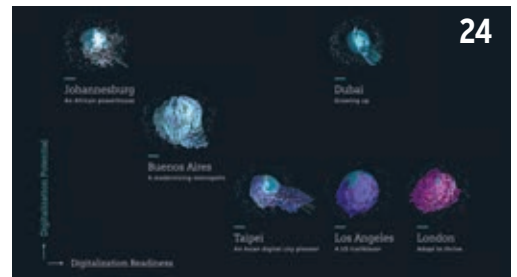 24
Johannesburg
An African powerhouse
Dubai
Growing up
Buenos Aires
A modernizing metropolis
Taipei
An Asian digital city pioneer
Los Angeles
A US trailblazer
London
Adapt to thrive
Digitalization Potential
Digitalization Readiness